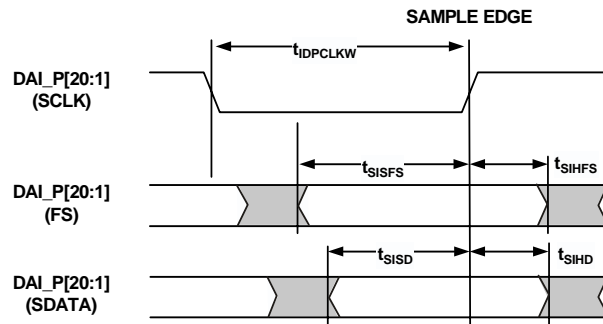 SAMPLE EDGE
tIDPCLKW
DAI_P[20:1]
(SCLK)
tSISFS
tSIHFS
DAI_P[20:1]
(FS)
tSISD
tSIHD
DAI_P[20:1]
(SDATA)